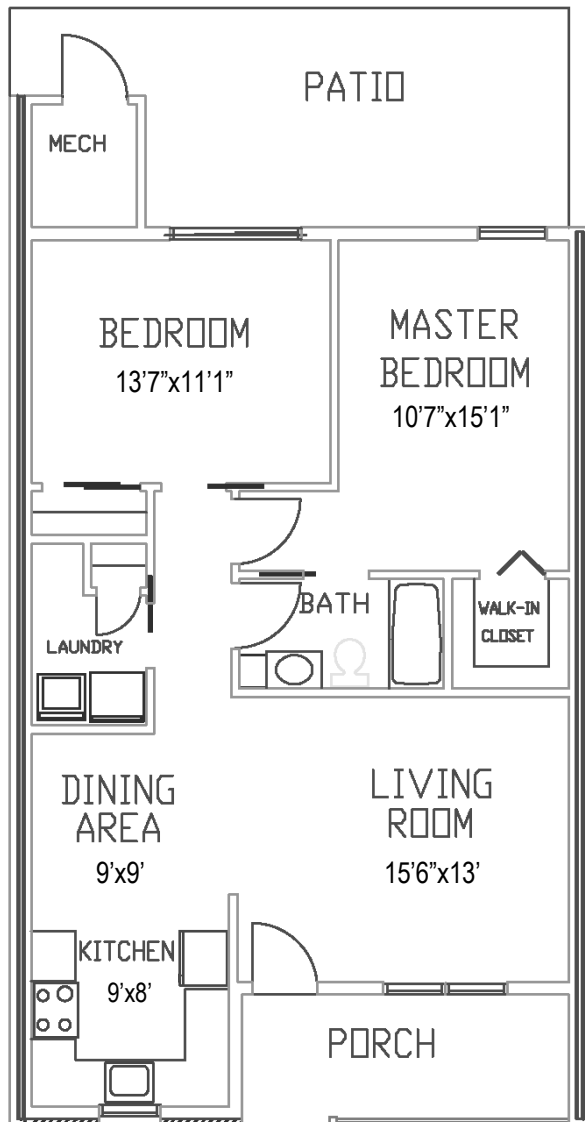 PATIO
MECH
BEDROOM
13’7”x11’1”
MASTER
BEDROOM
10’7”x15’1”
BATH
WALK-IN
CLOSET
LAUNDRY
DINING
AREA
9’x9’
LIVING
ROOM
15’6”x13’
KITCHEN
9’x8’
PORCH